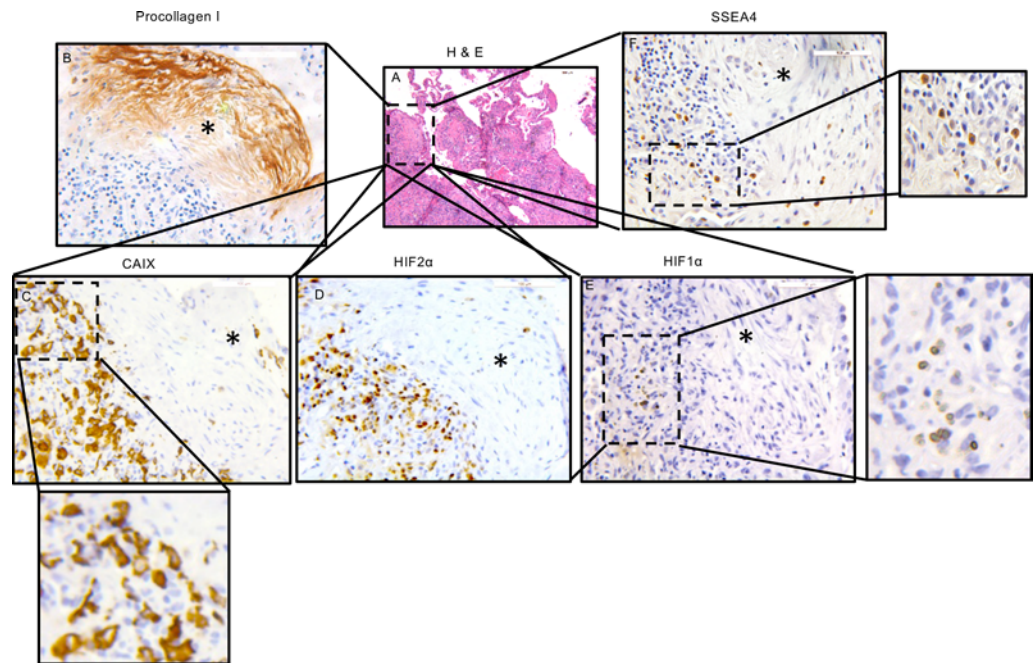 Procollagen I
H & E
SSEA4
B
A
F
*
*
CAIX
HIF2α
HIF1α
C
D
E
*
*
*